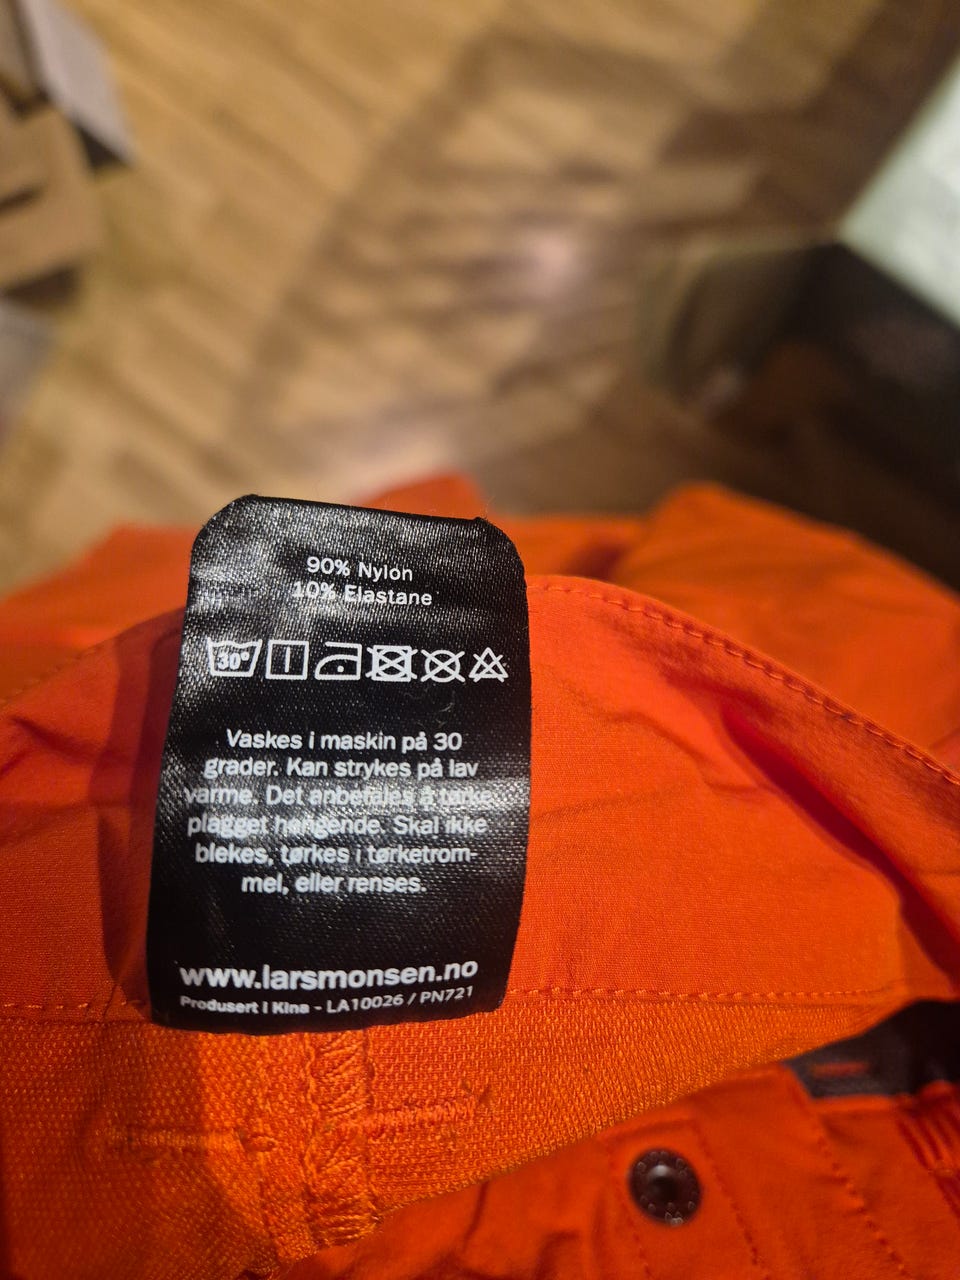 90% Nylon
10% Elastane
30°
Vaskes i maskin på 30
grader. Kan strykes på lav
varme. Det anbefales å tørke
plagget hengende. Skal ikke
blekes, tørkes i tørketrom-
mel, eller renses.
www.larsmonsen.no
Produsert i Kina - LA10026 / PN721